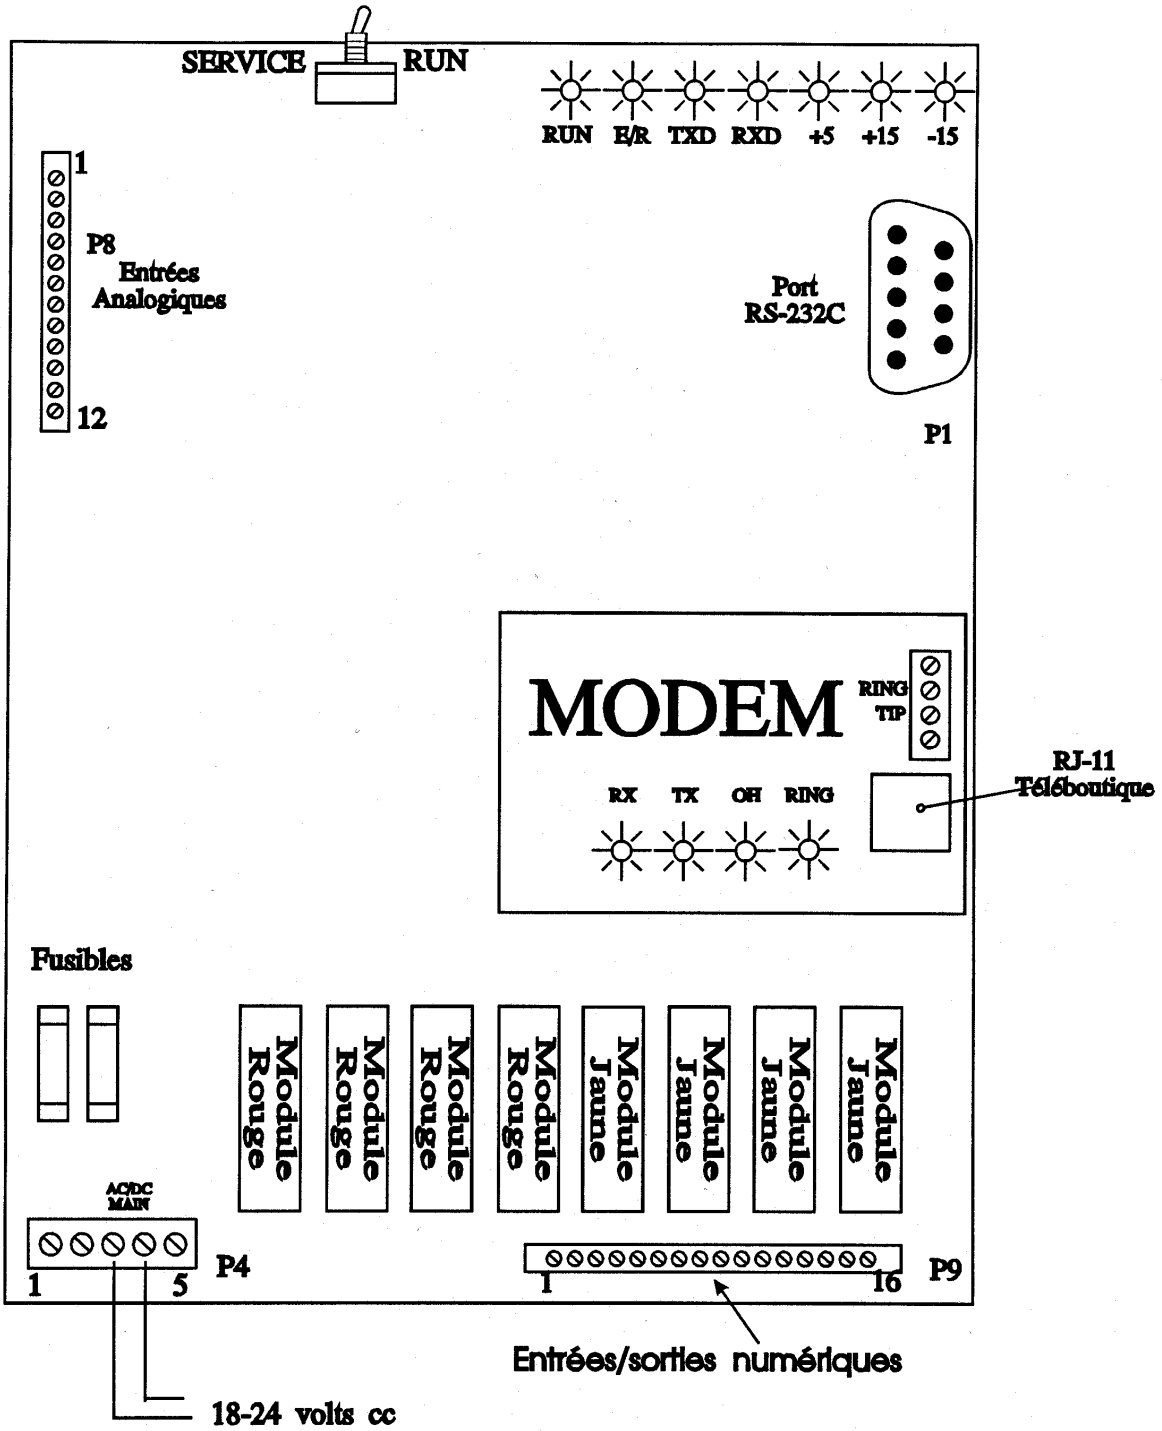 SERVICE RUN
RUN E/R TXD RXD +5 +15 -15
1
P8
Entrées
Analogiques
12
Port
RS-232C
P1
MODEM
RING
TIP
RJ-11
Téléboutique
RX TX OH RING
Fusibles
Module
Rouge
Module
Rouge
Module
Rouge
Module
Rouge
Module
Jaune
Module
Jaune
Module
Jaune
Module
Jaune
AC/DC
MAIN
1 5
P4
1 16
P9
Entrées/sorties numériques
18-24 volts cc